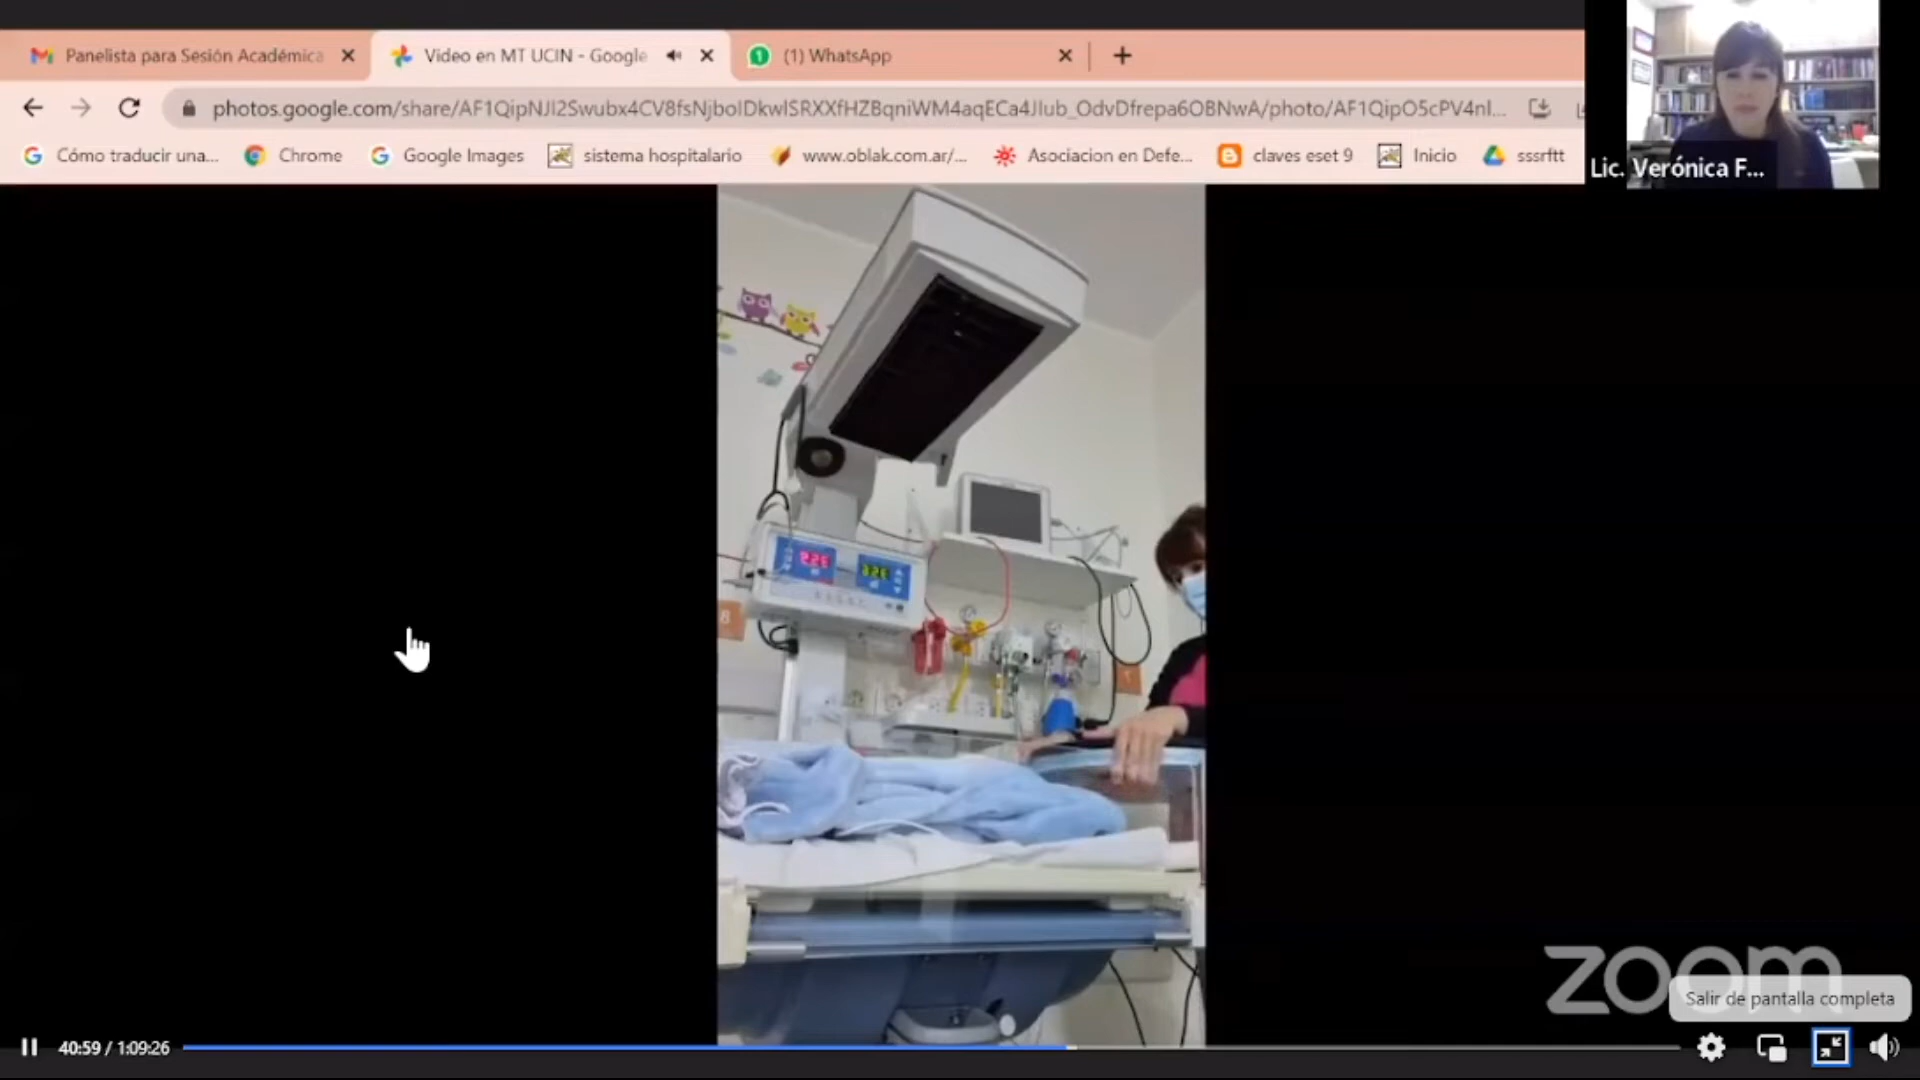 Panelista para Sesión Académica
Video en MT UCIN - Google
(1) WhatsApp
photos.google.com/share/AF1QipNJI2Swubx4CV8fsNjboIDkwlSRXXfHZBqniWM4aqECa4JIub_OdvDfrepa6OBNwA/photo/AF1QipO5cPV4nl...
Cómo traducir una...
Chrome
Google Images
sistema hospitalario
www.oblak.com.ar/...
Asociacion en Defe...
claves eset 9
Inicio
sssrftt
Lic. Verónica F...
zoom
Salir de pantalla completa
40:59 / 1:09:26